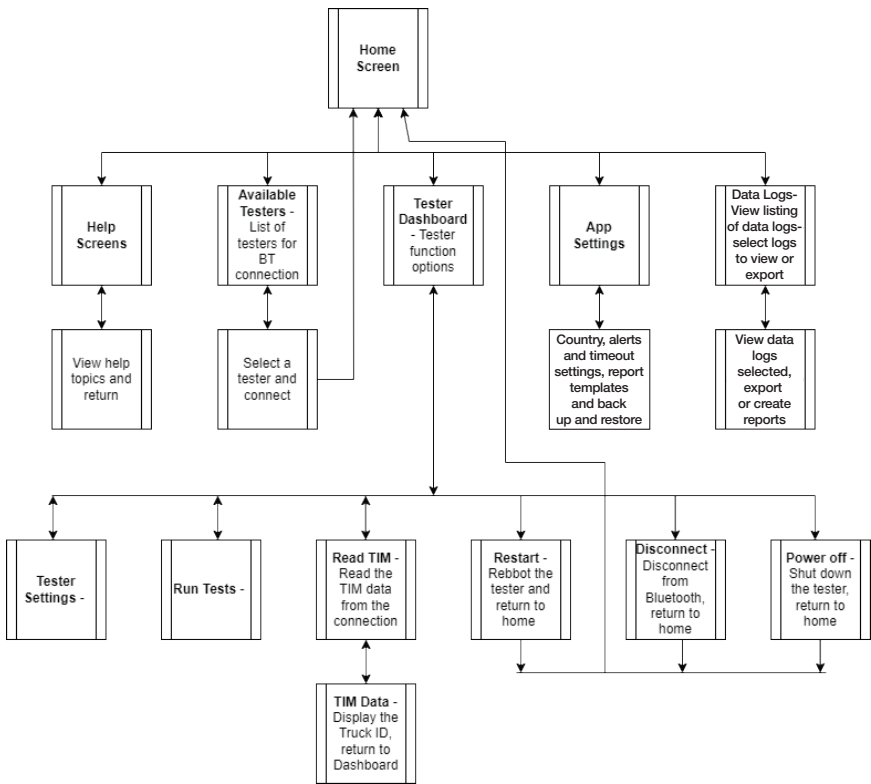 Home
Screen
Help
Screens
Available
Testers -
List of
testers for
BT
connection
Tester
Dashboard
- Tester
function
options
App
Settings
Data Logs-
View listing
of data logs-
select logs
to view or
export
View help
topics and
return
Select a
tester and
connect
Country, alerts
and timeout
settings, report
templates
and back
up and restore
View data
logs
selected,
export
or create
reports
Tester
Settings -
Run Tests -
Read TIM -
Read the
TIM data
from the
connection
Restart -
Rebbot the
tester and
return to
home
Disconnect -
Disconnect
from
Bluetooth,
return to
home
Power off -
Shut down
the tester,
return to
home
TIM Data -
Display the
Truck ID,
return to
Dashboard